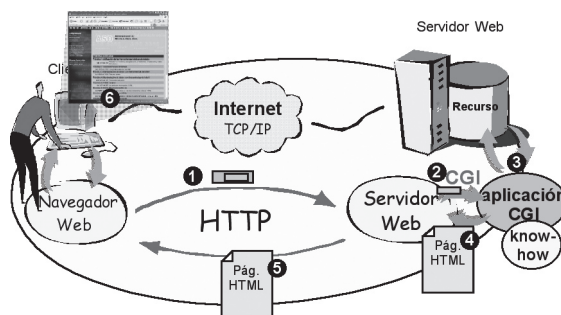 Servidor Web
Clie
6
Internet
TCP/IP
Recurso
1
2
CGI
3
Navegador
Web
HTTP
Servidor
Web
aplicación
CGI
know-
how
Pág.
HTML
5
Pág.
HTML
4